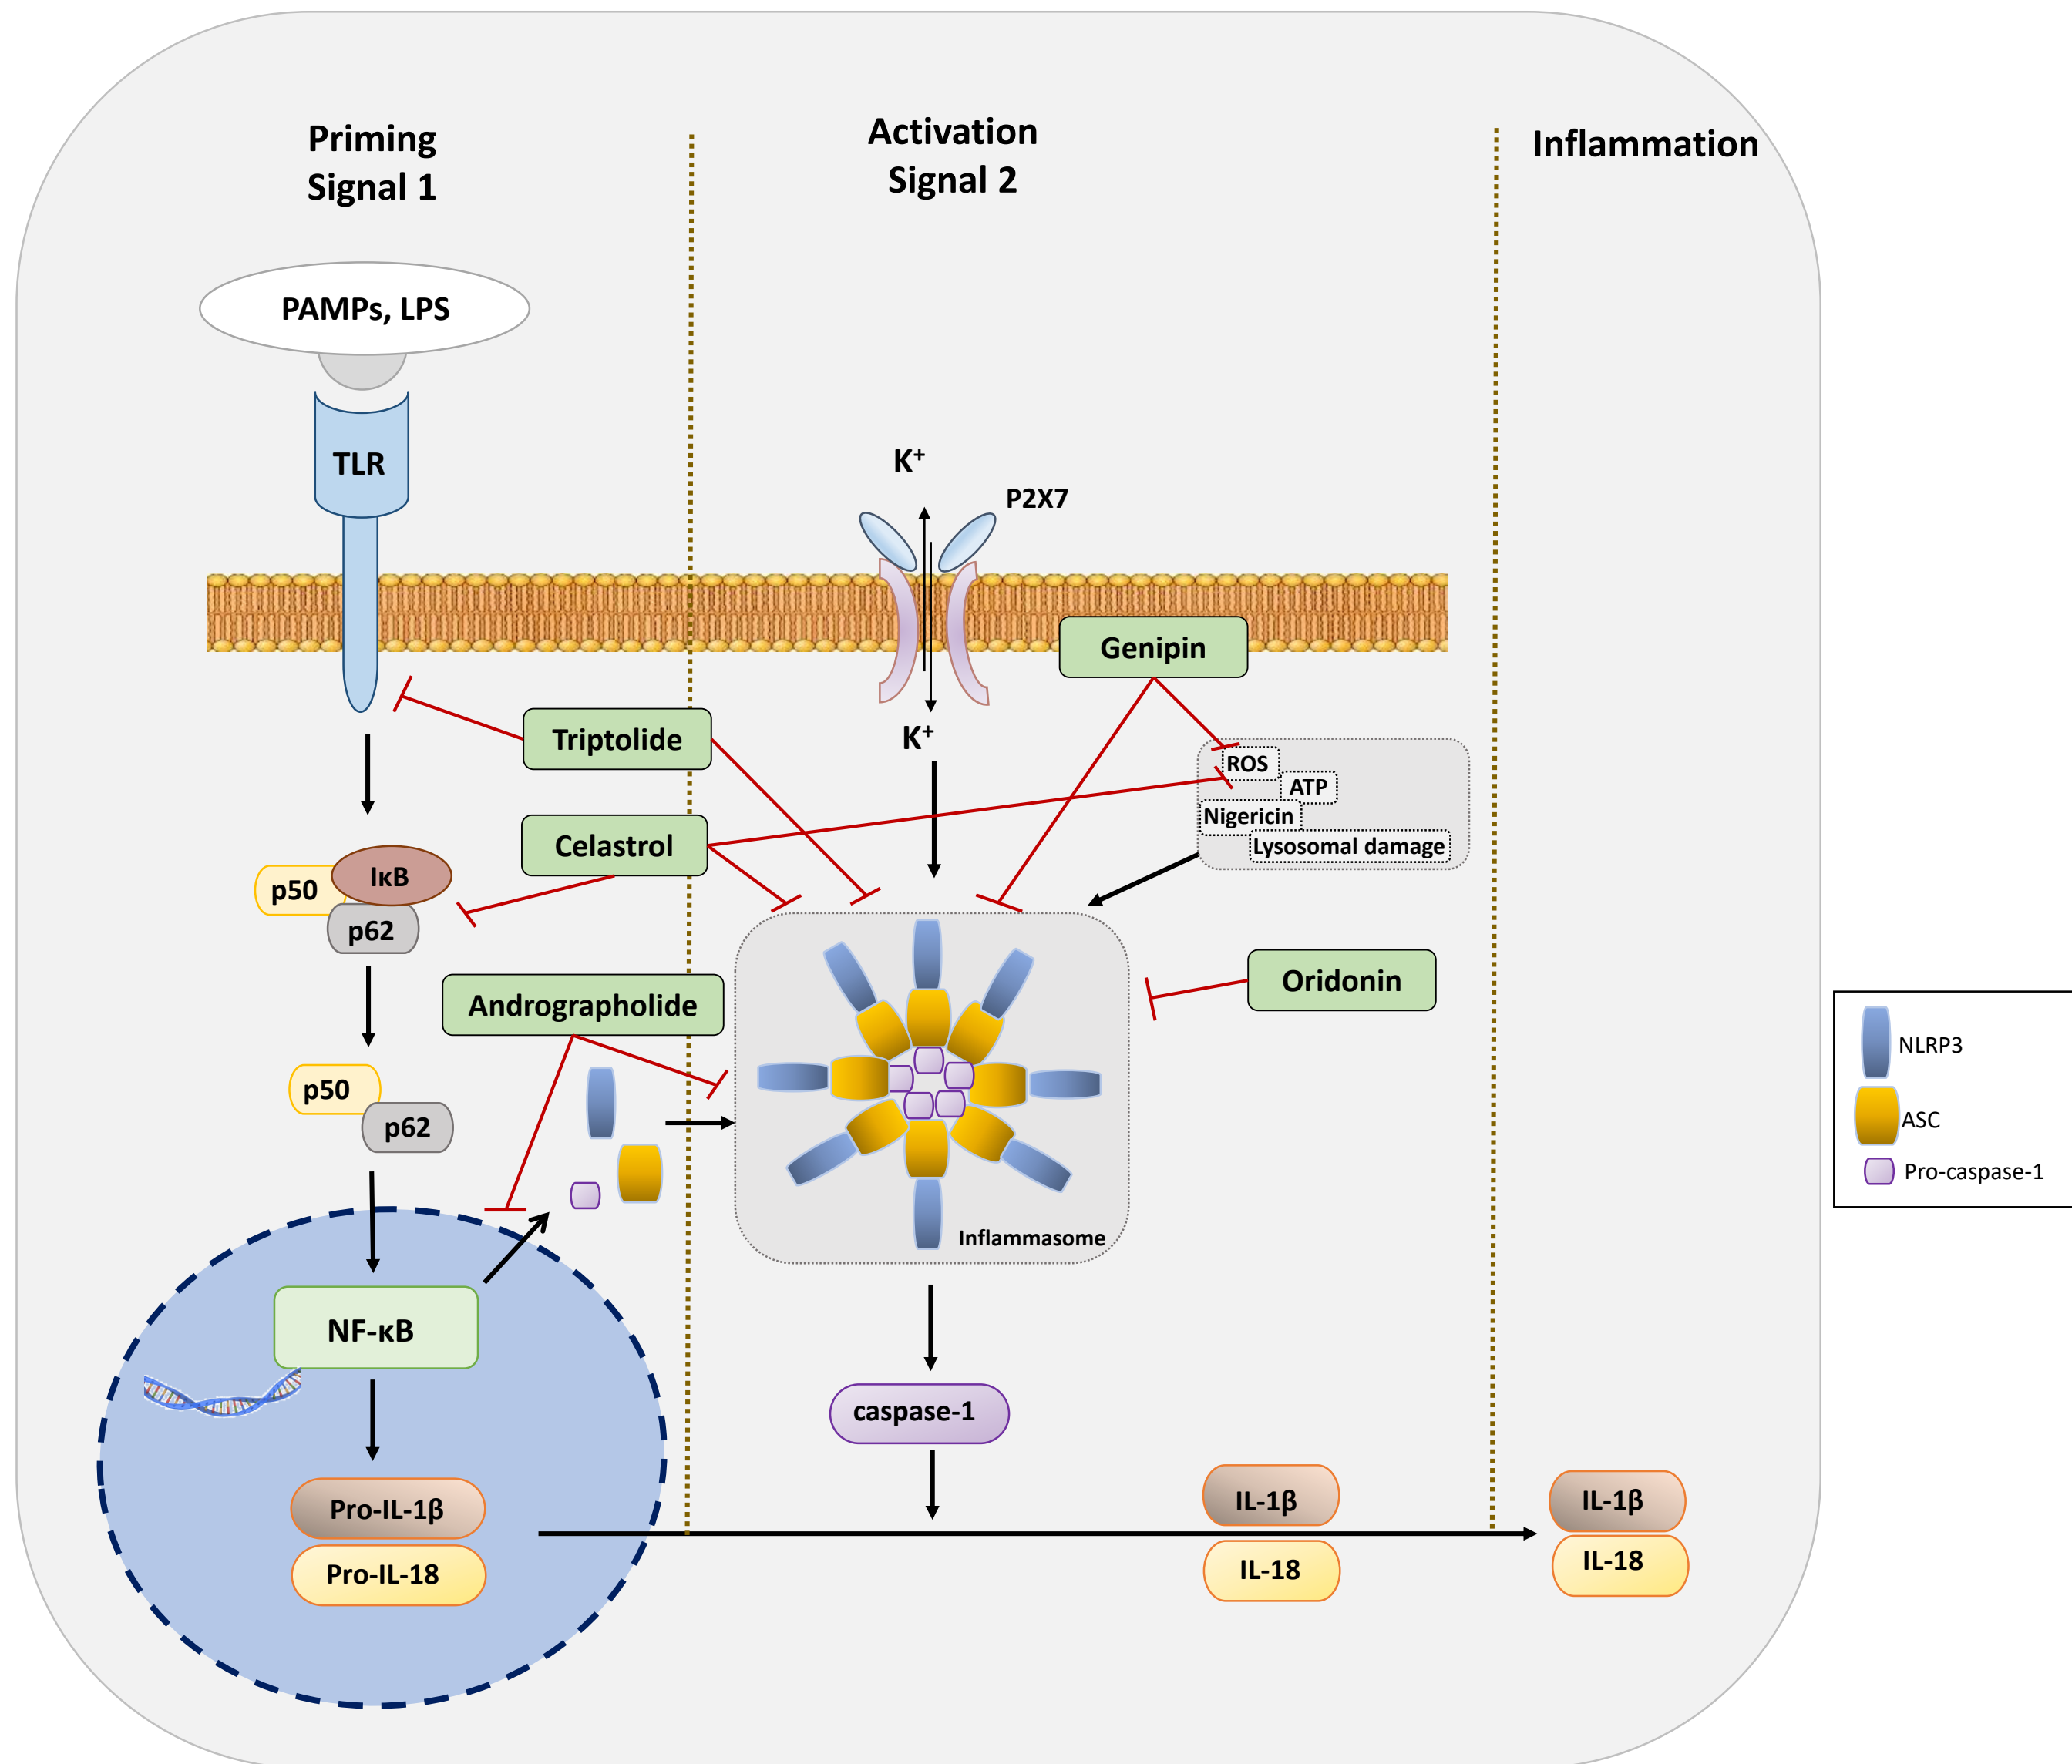 Priming
Signal 1
Activation
Signal 2
Inflammation
PAMPs, LPS
TLR
K⁺
P2X7
K⁺
Genipin
Triptolide
ROS
ATP
Nigericin
Lysosomal damage
Celastrol
p50
IκB
p62
Andrographolide
Oridonin
p50
p62
Inflammasome
NF-κB
caspase-1
Pro-IL-1β
Pro-IL-18
IL-1β
IL-18
IL-1β
IL-18
NLRP3
ASC
Pro-caspase-1